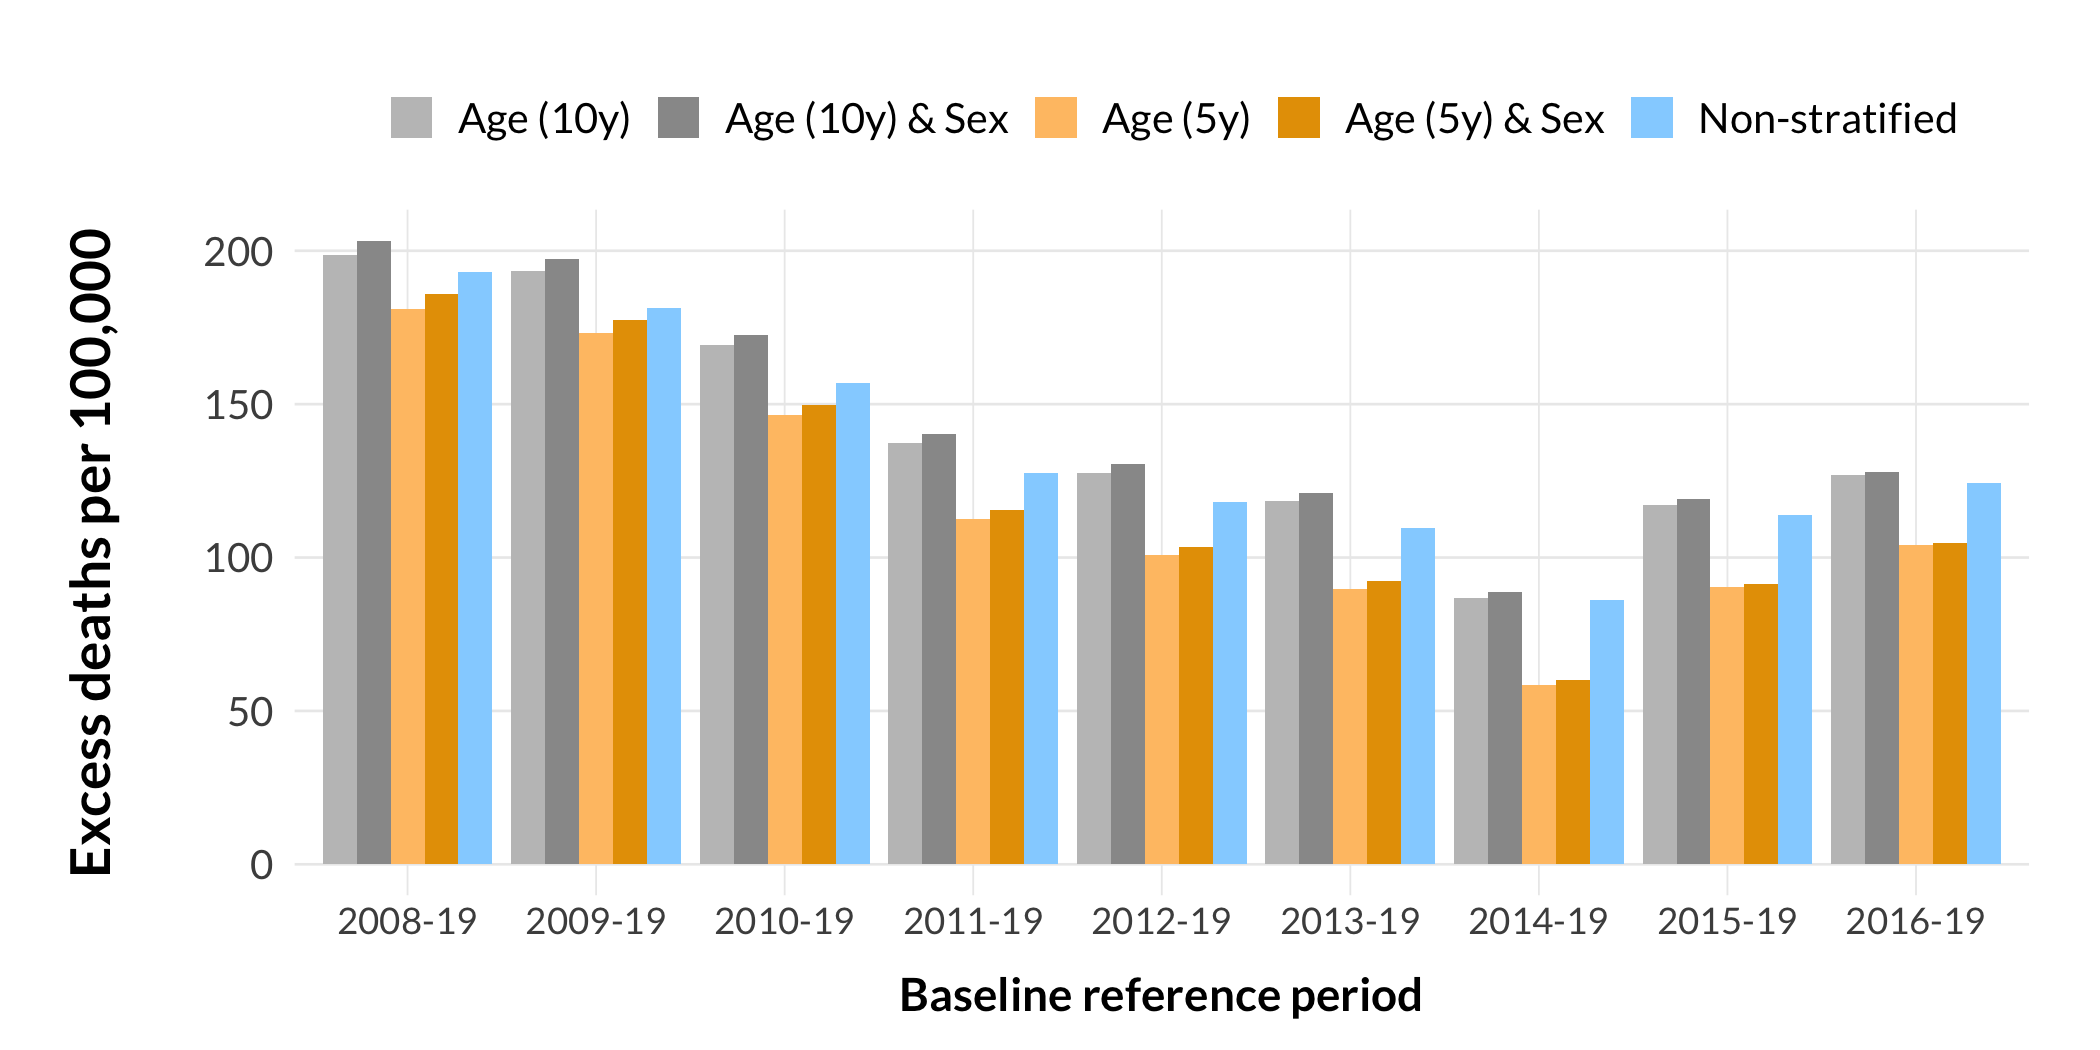 Age (10y) Age (10y) & Sex Age (5y) Age (5y) & Sex Non-stratified
Excess deaths per 100,000
200
150
100
50
0
2008-19 2009-19 2010-19 2011-19 2012-19 2013-19 2014-19 2015-19 2016-19
Baseline reference period